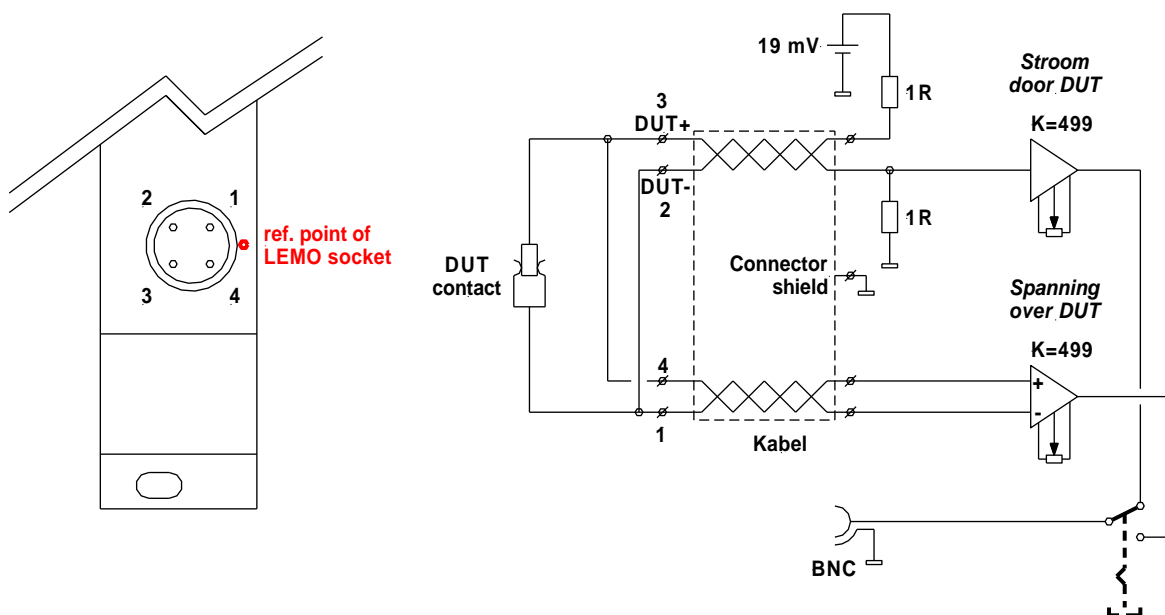 2
1
3
4
ref. point of
LEMO socket
19 mV
1R
3
DUT+
DUT-
2
1R
Stroom
door DUT
K=499
DUT
contact
Connector
shield
Spanning
over DUT
K=499
+
-
4
1
Kabel
BNC